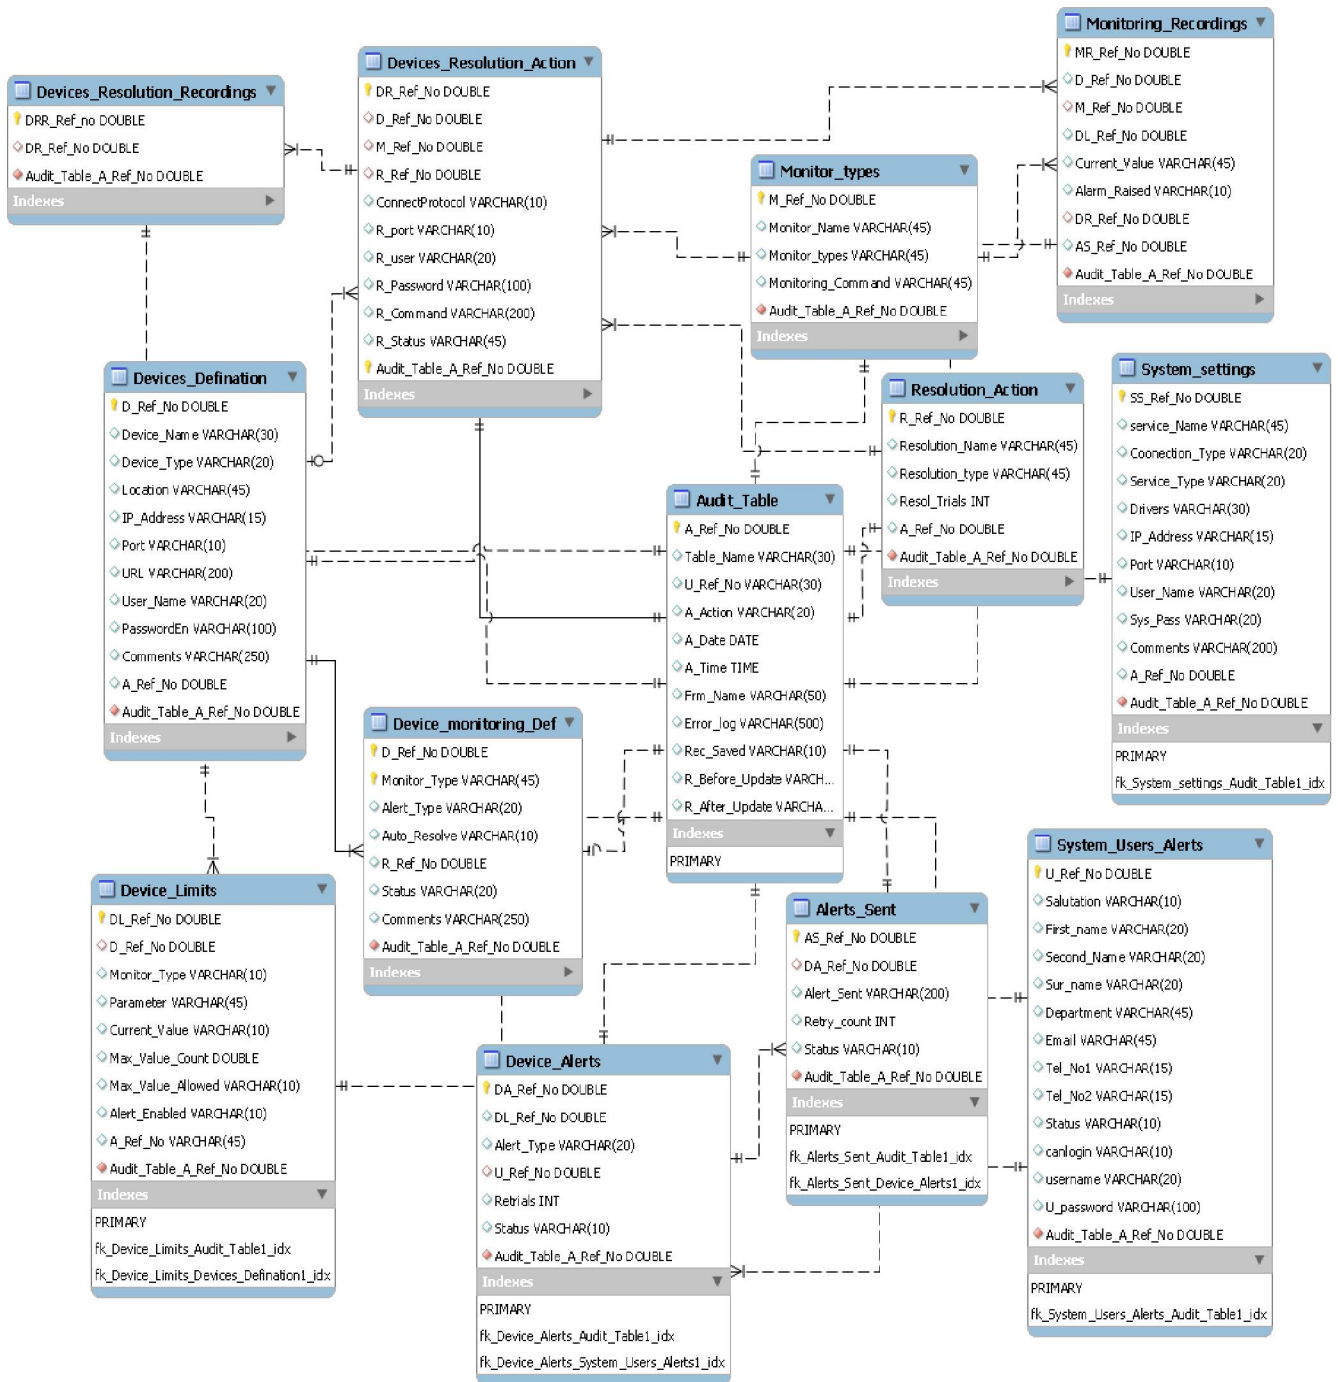 Devices_Resolution_Recordings
DRR_Ref_no DOUBLE
DR_Ref_No DOUBLE
Audit_Table_A_Ref_No DOUBLE
Indexes
Devices_Resolution_Action
DR_Ref_No DOUBLE
D_Ref_No DOUBLE
M_Ref_No DOUBLE
R_Ref_No DOUBLE
ConnectProtocol VARCHAR(10)
R_port VARCHAR(10)
R_user VARCHAR(20)
R_Password VARCHAR(100)
R_Command VARCHAR(200)
R_Status VARCHAR(45)
Audit_Table_A_Ref_No DOUBLE
Indexes
Monitoring_Recordings
MR_Ref_No DOUBLE
D_Ref_No DOUBLE
M_Ref_No DOUBLE
DL_Ref_No DOUBLE
Current_Value VARCHAR(45)
Alarm_Raised VARCHAR(10)
DR_Ref_No DOUBLE
AS_Ref_No DOUBLE
Audit_Table_A_Ref_No DOUBLE
Indexes
Monitor_types
M_Ref_No DOUBLE
Monitor_Name VARCHAR(45)
Monitor_types VARCHAR(45)
Monitoring_Command VARCHAR(45)
Audit_Table_A_Ref_No DOUBLE
Indexes
Devices_Defination
D_Ref_No DOUBLE
Device_Name VARCHAR(30)
Device_Type VARCHAR(20)
Location VARCHAR(45)
IP_Address VARCHAR(15)
Port VARCHAR(10)
URL VARCHAR(200)
User_Name VARCHAR(20)
PasswordEn VARCHAR(100)
Comments VARCHAR(250)
A_Ref_No DOUBLE
Audit_Table_A_Ref_No DOUBLE
Indexes
Resolution_Action
R_Ref_No DOUBLE
Resolution_Name VARCHAR(45)
Resolution_type VARCHAR(45)
Resol_Trials INT
A_Ref_No DOUBLE
Audit_Table_A_Ref_No DOUBLE
Indexes
System_settings
SS_Ref_No DOUBLE
service_Name VARCHAR(45)
Coonection_Type VARCHAR(20)
Service_Type VARCHAR(20)
Drivers VARCHAR(30)
IP_Address VARCHAR(15)
Port VARCHAR(10)
User_Name VARCHAR(20)
Sys_Pass VARCHAR(20)
Comments VARCHAR(200)
A_Ref_No DOUBLE
Audit_Table_A_Ref_No DOUBLE
Indexes
PRIMARY
fk_System_settings_Audit_Table1_idx
Audit_Table
A_Ref_No DOUBLE
Table_Name VARCHAR(30)
U_Ref_No VARCHAR(30)
A_Action VARCHAR(20)
A_Date DATE
A_Time TIME
Frm_Name VARCHAR(50)
Error_log VARCHAR(500)
Rec_Saved VARCHAR(10)
R_Before_Update VARCH...
R_After_Update VARCHA...
Indexes
PRIMARY
Device_monitoring_Def
D_Ref_No DOUBLE
Monitor_Type VARCHAR(45)
Alert_Type VARCHAR(20)
Auto_Resolve VARCHAR(10)
R_Ref_No DOUBLE
Status VARCHAR(20)
Comments VARCHAR(250)
Audit_Table_A_Ref_No DOUBLE
Indexes
Device_Limits
DL_Ref_No DOUBLE
D_Ref_No DOUBLE
Monitor_Type VARCHAR(10)
Parameter VARCHAR(45)
Current_Value VARCHAR(10)
Max_Value_Count DOUBLE
Max_Value_Allowed VARCHAR(10)
Alert_Enabled VARCHAR(10)
A_Ref_No VARCHAR(45)
Audit_Table_A_Ref_No DOUBLE
Indexes
PRIMARY
fk_Device_Limits_Audit_Table1_idx
fk_Device_Limits_Devices_Defination1_idx
Alerts_Sent
AS_Ref_No DOUBLE
DA_Ref_No DOUBLE
Alert_Sent VARCHAR(200)
Retry_count INT
Status VARCHAR(10)
Audit_Table_A_Ref_No DOUBLE
Indexes
PRIMARY
fk_Alerts_Sent_Audit_Table1_idx
fk_Alerts_Sent_Device_Alerts1_idx
System_Users_Alerts
U_Ref_No DOUBLE
Salutation VARCHAR(10)
First_name VARCHAR(20)
Second_Name VARCHAR(20)
Sur_name VARCHAR(20)
Department VARCHAR(45)
Email VARCHAR(45)
Tel_No1 VARCHAR(15)
Tel_No2 VARCHAR(15)
Status VARCHAR(10)
canlogin VARCHAR(10)
username VARCHAR(20)
U_password VARCHAR(100)
Audit_Table_A_Ref_No DOUBLE
Indexes
PRIMARY
fk_System_Users_Alerts_Audit_Table1_idx
Device_Alerts
DA_Ref_No DOUBLE
DL_Ref_No DOUBLE
Alert_Type VARCHAR(20)
U_Ref_No DOUBLE
Retrials INT
Status VARCHAR(10)
Audit_Table_A_Ref_No DOUBLE
Indexes
PRIMARY
fk_Device_Alerts_Audit_Table1_idx
fk_Device_Alerts_System_Users_Alerts1_idx